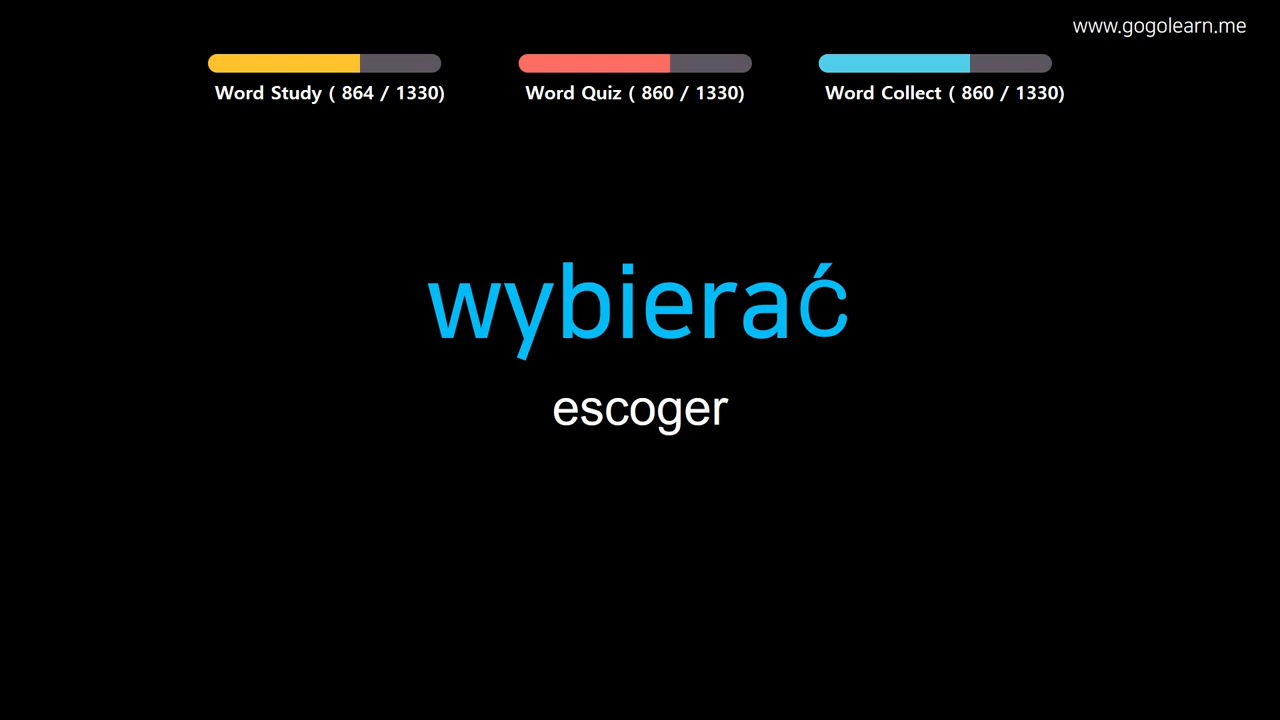 www.gogolearn.me
Word Study ( 864 / 1330)
Word Quiz ( 860 / 1330)
Word Collect ( 860 / 1330)
wybierać
escoger